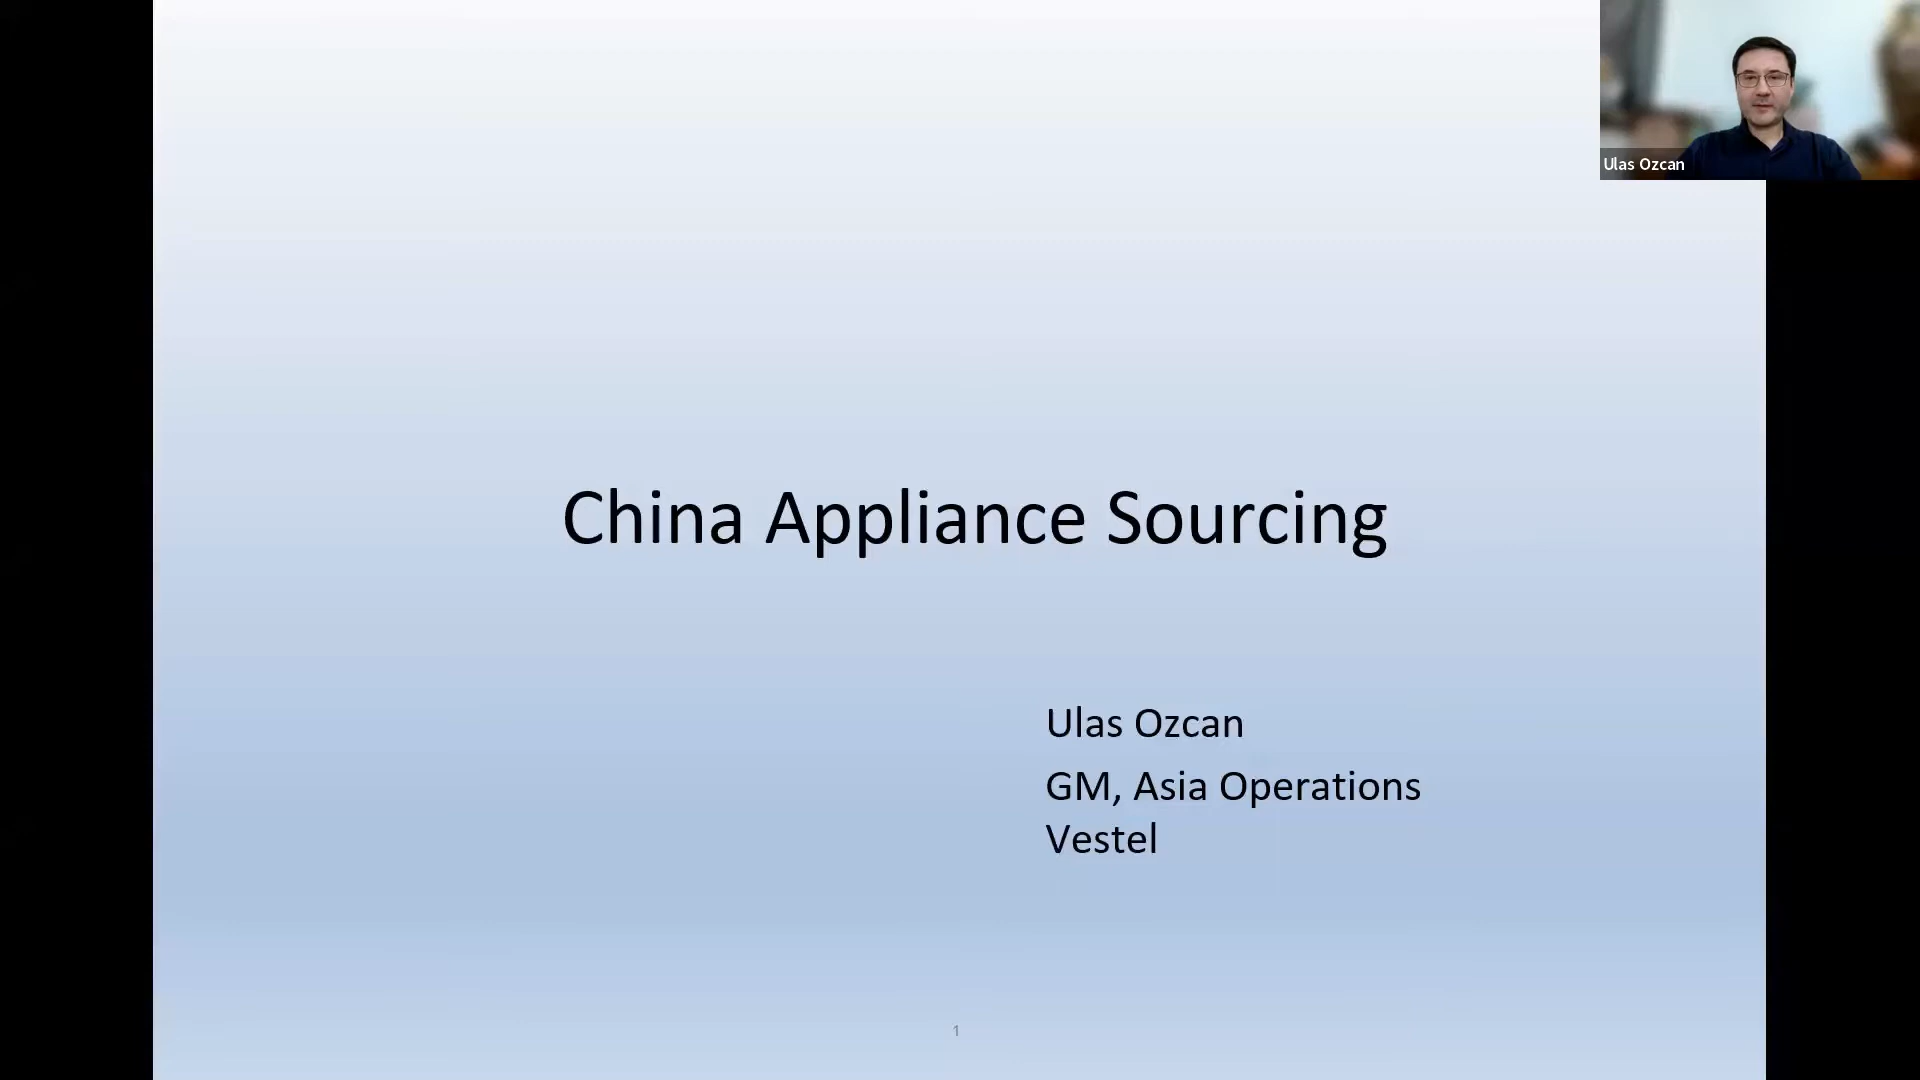 Ulas Ozcan
China Appliance Sourcing
Ulas Ozcan
GM, Asia Operations
Vestel
1